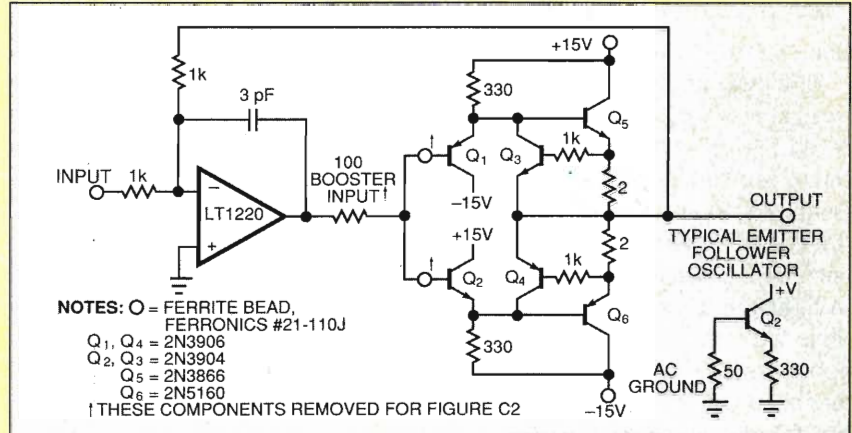 +15V
1k
330
3 pF
Q5
100
BOOSTER
INPUT†
†
Q1
Q3
1k
INPUT
1k
−
2
LT1220
−15V
OUTPUT
+15V
TYPICAL EMITTER
FOLLOWER
OSCILLATOR
+
2
†
Q4
1k
+V
Q2
Q2
NOTES: O = FERRITE BEAD,
FERRONICS #21-110J
Q6
Q1, Q4 = 2N3906
Q2, Q3 = 2N3904
330
AC
GROUND
50
330
Q5 = 2N3866
Q6 = 2N5160
−15V
†THESE COMPONENTS REMOVED FOR FIGURE C2